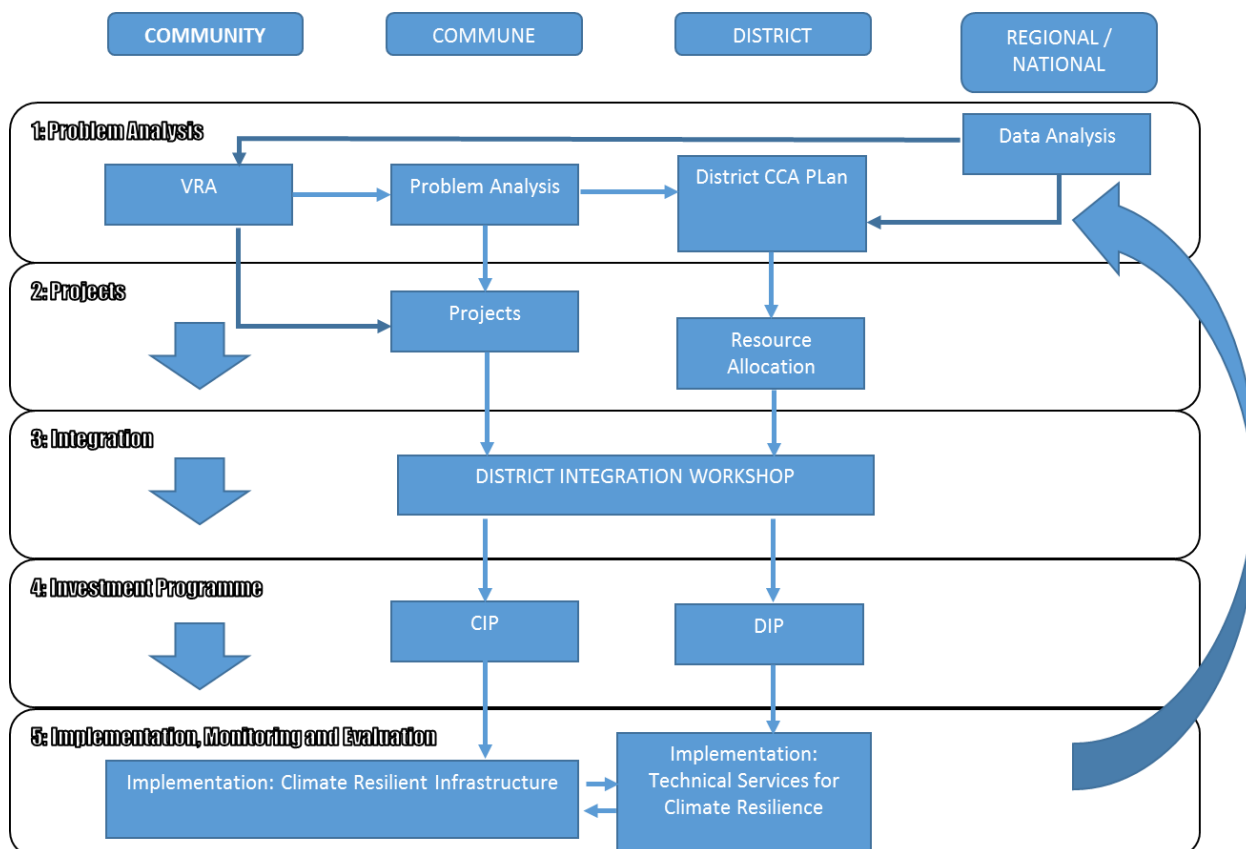 COMMUNITY
COMMUNE
DISTRICT
REGIONAL /
NATIONAL
1: Problem Analysis
Data Analysis
VRA
Problem Analysis
District CCA PLan
2: Projects
Projects
Resource
Allocation
3: Integration
DISTRICT INTEGRATION WORKSHOP
4: Investment Programme
CIP
DIP
5: Implementation, Monitoring and Evaluation
Implementation: Climate Resilient Infrastructure
Implementation:
Technical Services for
Climate Resilience